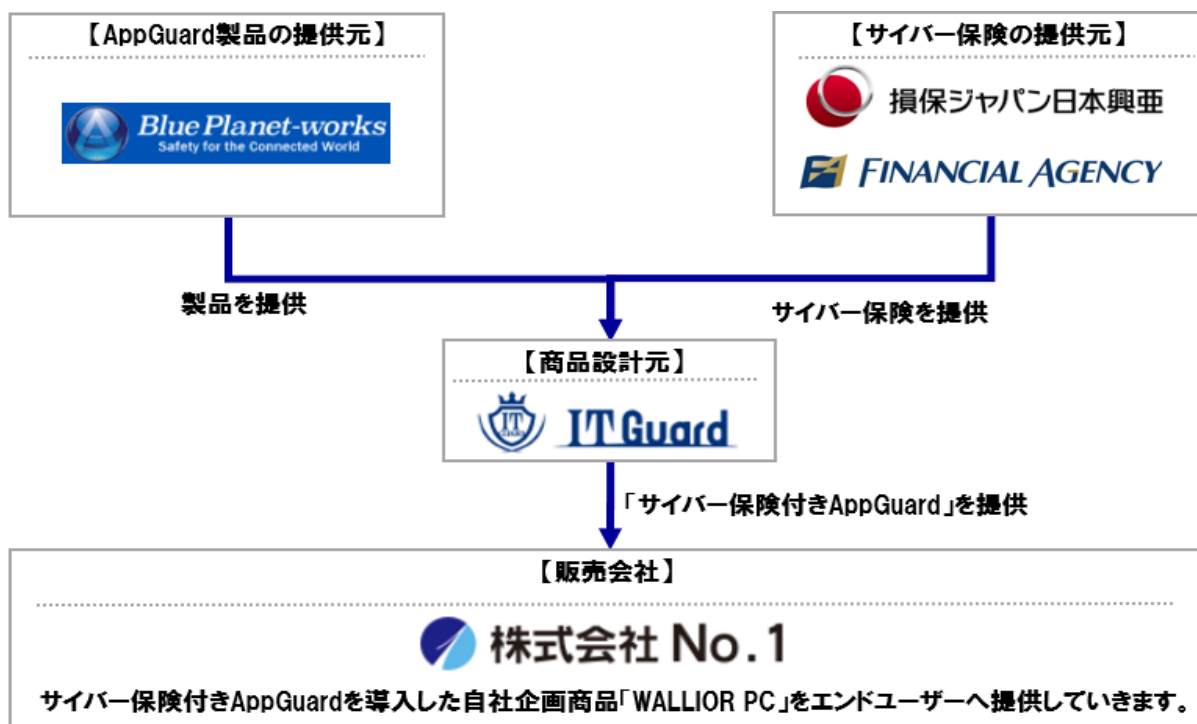 【AppGuard製品の提供元】
Blue Planet-works
Safety for the Connected World
【サイバー保険の提供元】
損保ジャパン日本興亜
FINANCIAL AGENCY
製品を提供
サイバー保険を提供
【商品設計元】
IT
IT Guard
「サイバー保険付きAppGuard」を提供
【販売会社】
株式会社 No.1
サイバー保険付きAppGuardを導入した自社企画商品「WALLIOR PC」をエンドユーザーへ提供していきます。